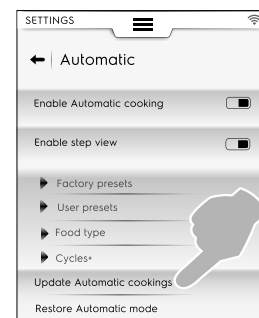 SETTINGS
Automatic
Enable Automatic cooking
Enable step view
Factory presets
User presets
Food type
Cycles+
Update Automatic cookings
Restore Automatic mode